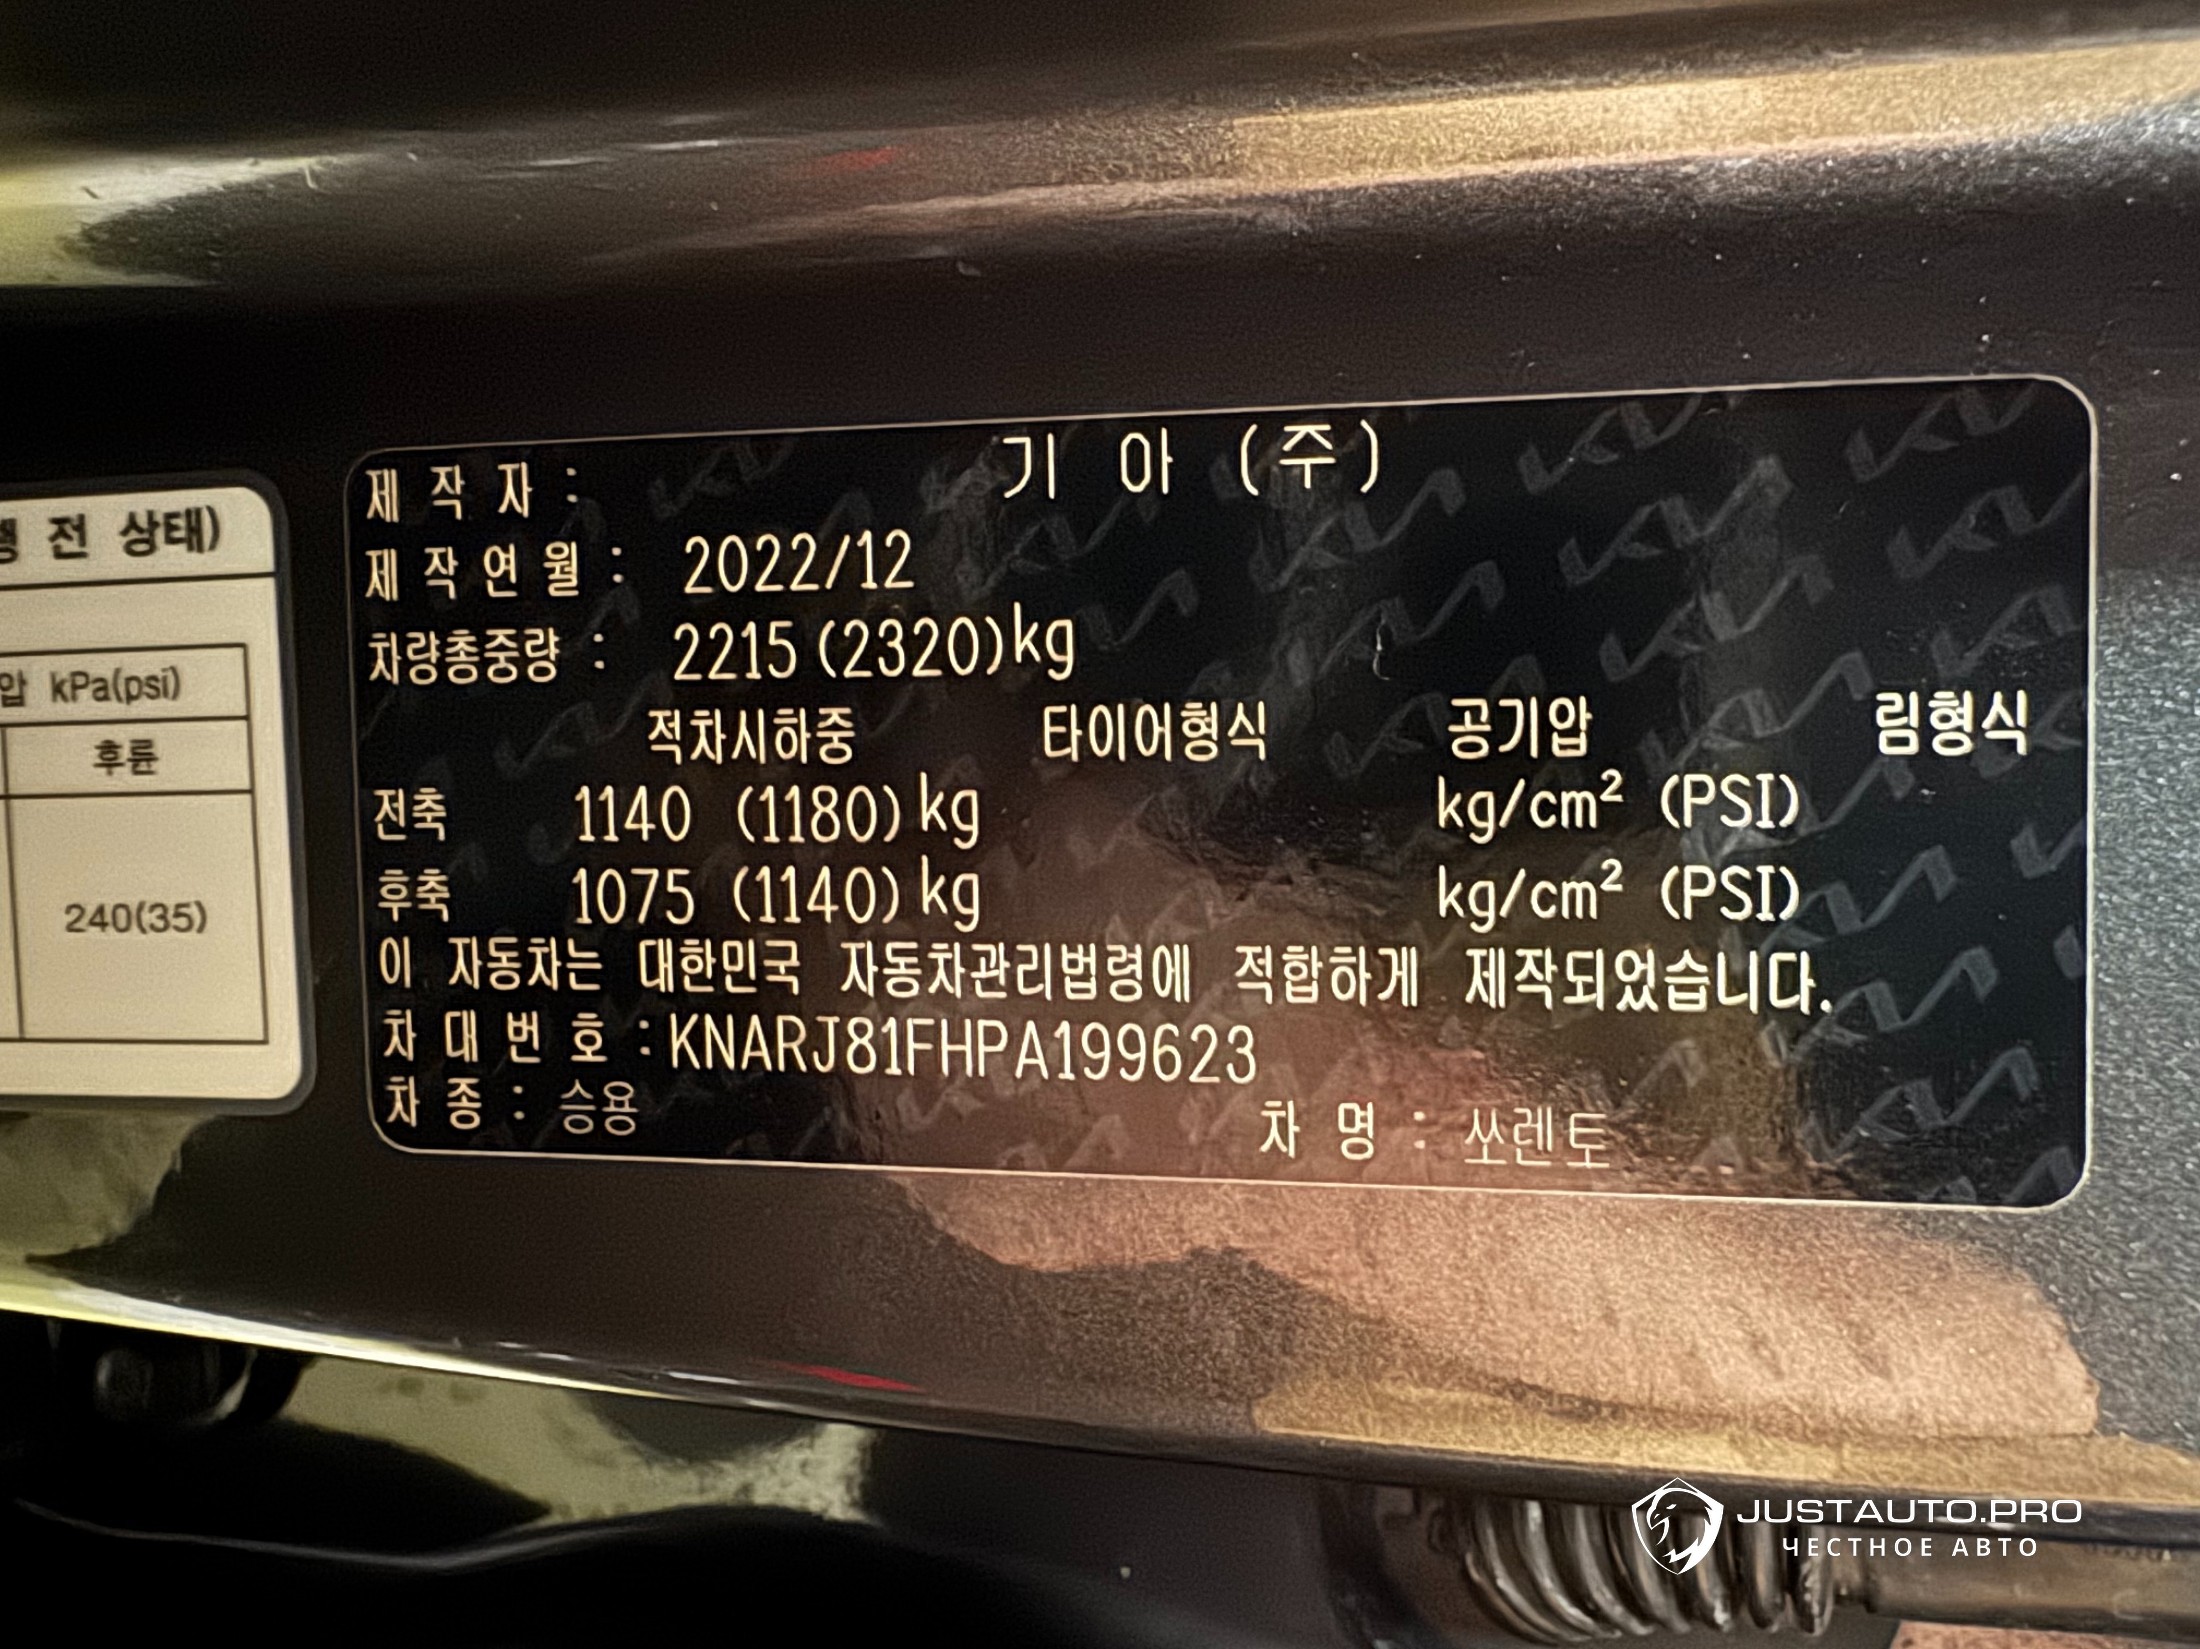 전 상태)
압 kPa(psi)
후륜
240(35)
제 작 자 : 기 아 (주)
제 작 연 월 : 2022/12
차량총중량 : 2215 (2320)kg
적차시하중 타이어형식 공기압 림형식
전축 1140 (1180) kg kg/cm² (PSI)
후축 1075 (1140) kg kg/cm² (PSI)
이 자동차는 대한민국 자동차관리법령에 적합하게 제작되었습니다.
차 대 번 호 : KNARJ81FHPA199623
차 종 : 승용 차 명 : 쏘렌토
JUSTAUTO.PRO
ЧЕСТНОЕ АВТО